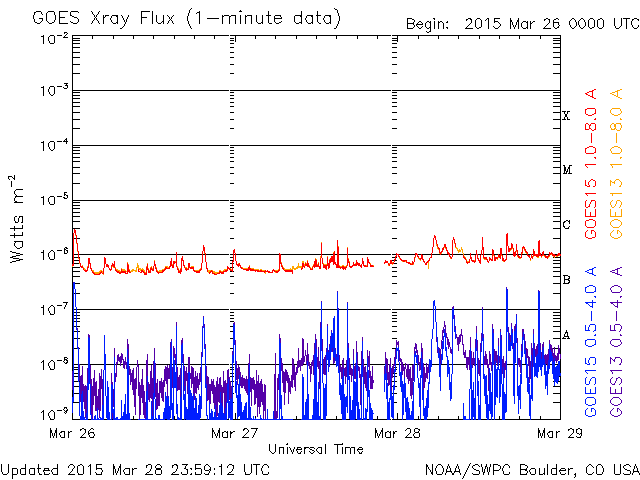 GOES Xray Flux (1-minute data)
Begin: 2015 Mar 26 0000 UTC
10-2
10-3
10-4
10-5
10-6
10-7
10-8
10-9
Watts m-2
X
M
C
B
A
GOES15 1.0-8.0 A
GOES13 1.0-8.0 A
GOES15 0.5-4.0 A
GOES13 0.5-4.0 A
Mar 26
Mar 27
Mar 28
Mar 29
Universal Time
Updated 2015 Mar 28 23:59:12 UTC
NOAA/SWPC Boulder, CO USA